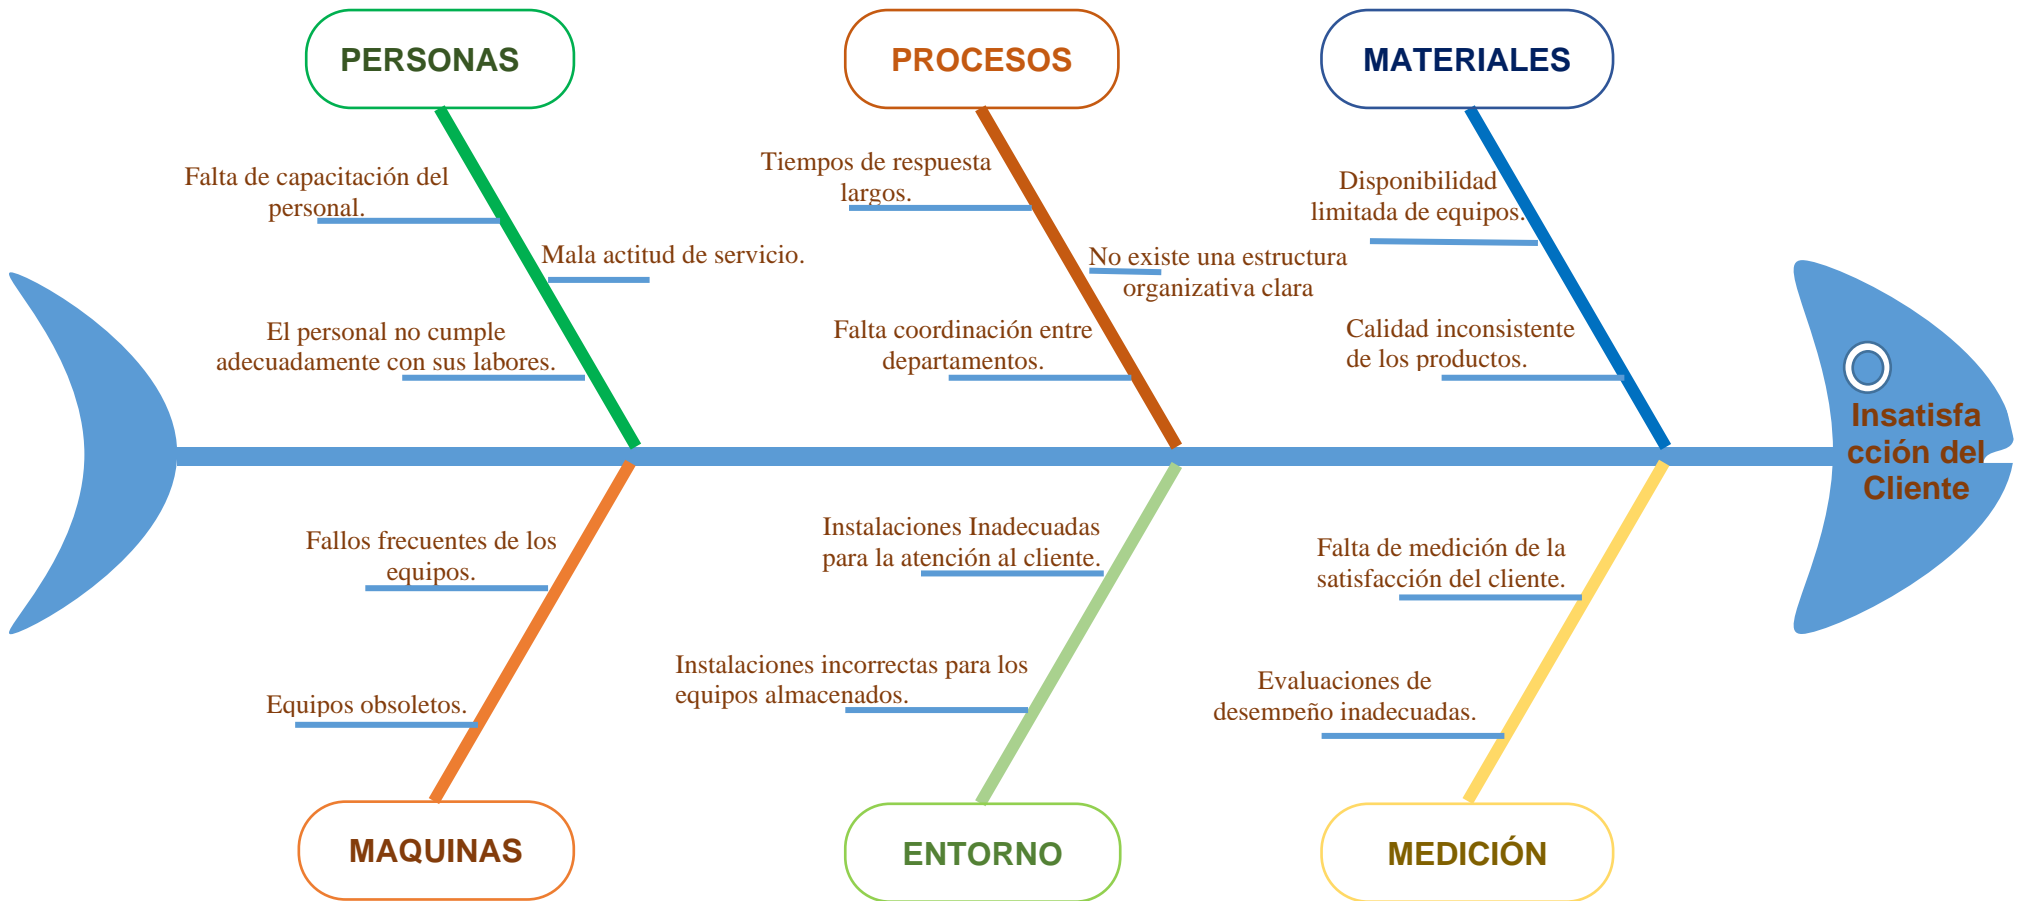 PERSONAS
PROCESOS
MATERIALES
Falta de capacitación del
personal.
Mala actitud de servicio.
El personal no cumple
adecuadamente con sus labores.
Tiempos de respuesta
largos.
No existe una estructura
organizativa clara
Falta coordinación entre
departamentos.
Disponibilidad
limitada de equipos.
Calidad inconsistente
de los productos.
Insatisfa
cción del
Cliente
Fallos frecuentes de los
equipos.
Equipos obsoletos.
Instalaciones Inadecuadas
para la atención al cliente.
Instalaciones incorrectas para los
equipos almacenados.
Falta de medición de la
satisfacción del cliente.
Evaluaciones de
desempeño inadecuadas.
MAQUINAS
ENTORNO
MEDICIÓN